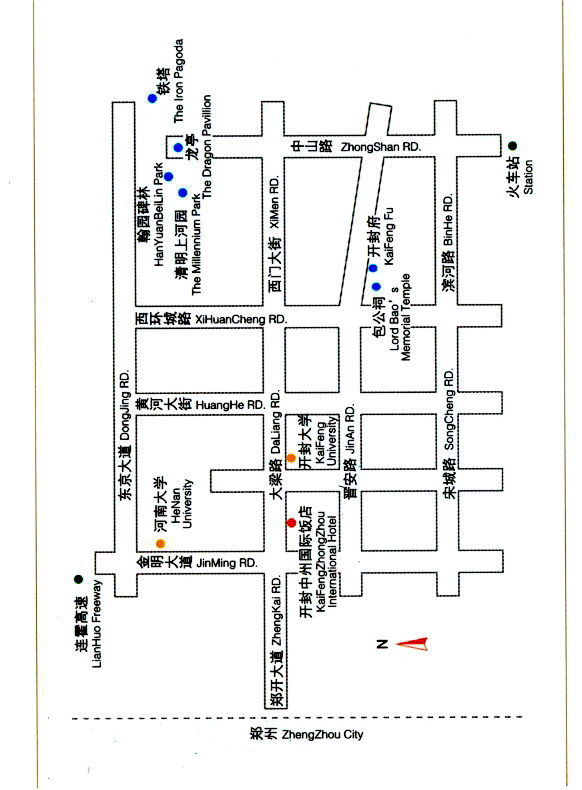 铁塔
The Iron Pagoda
龙亭
The Dragon Pavillion
翰园碑林
HanYuanBeiLin Park
清明上河园
The Millennium Park
中山路 ZhongShan RD.
火车站
Station
西门大街 XiMen RD.
开封府
KaiFeng Fu
包公祠
Lord Bao's
Memorial Temple
滨河路 BinHe RD.
西环城路 XiHuanCheng RD.
黄河大街 HuangHe RD.
东京大道 DongJing RD.
大梁路 DaLiang RD.
开封大学
KaiFeng
University
晋安路 JinAn RD.
宋城路 SongCheng RD.
河南大学
HeNan
University
开封中州国际饭店
KaiFengZhongZhou
International Hotel
金明大道 JinMing RD.
连霍高速
LianHuo Freeway
郑开大道 ZhengKai RD.
N
郑州 ZhengZhou City